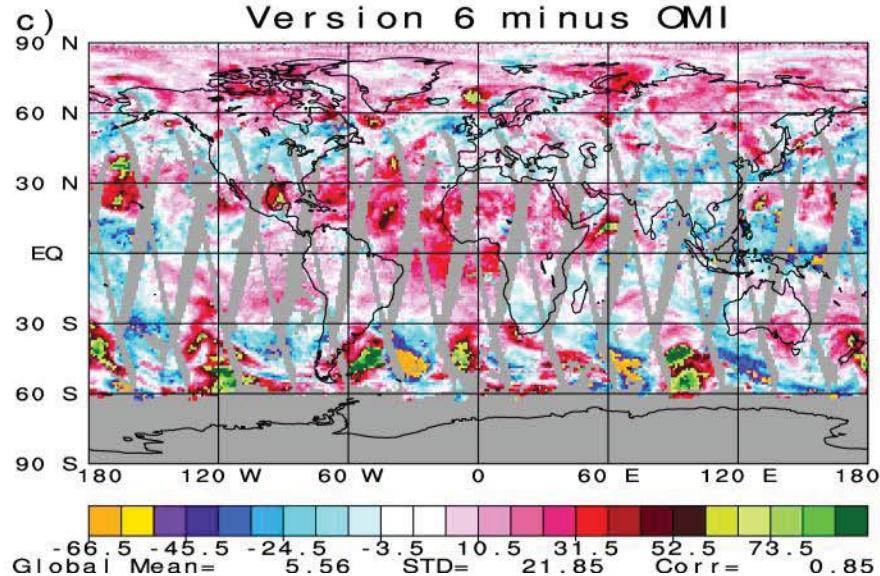 c) Version 6 minus OMI
90 N
60 N
30 N
EQ
30 S
60 S
90 S
180 120 W 60 W 0 60 E 120 E 180
-66.5 -45.5 -24.5 -3.5 10.5 31.5 52.5 73.5
Global Mean= 5.56 STD= 21.85 Corr= 0.85